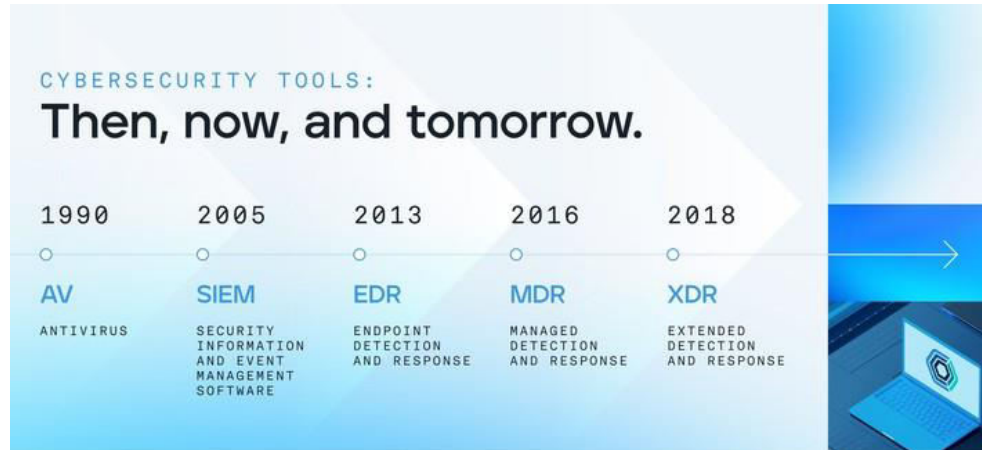 CYBERSECURITY TOOLS:
Then, now, and tomorrow.
1990
AV
ANTIVIRUS
2005
SIEM
SECURITY
INFORMATION
AND EVENT
MANAGEMENT
SOFTWARE
2013
EDR
ENDPOINT
DETECTION
AND RESPONSE
2016
MDR
MANAGED
DETECTION
AND RESPONSE
2018
XDR
EXTENDED
DETECTION
AND RESPONSE